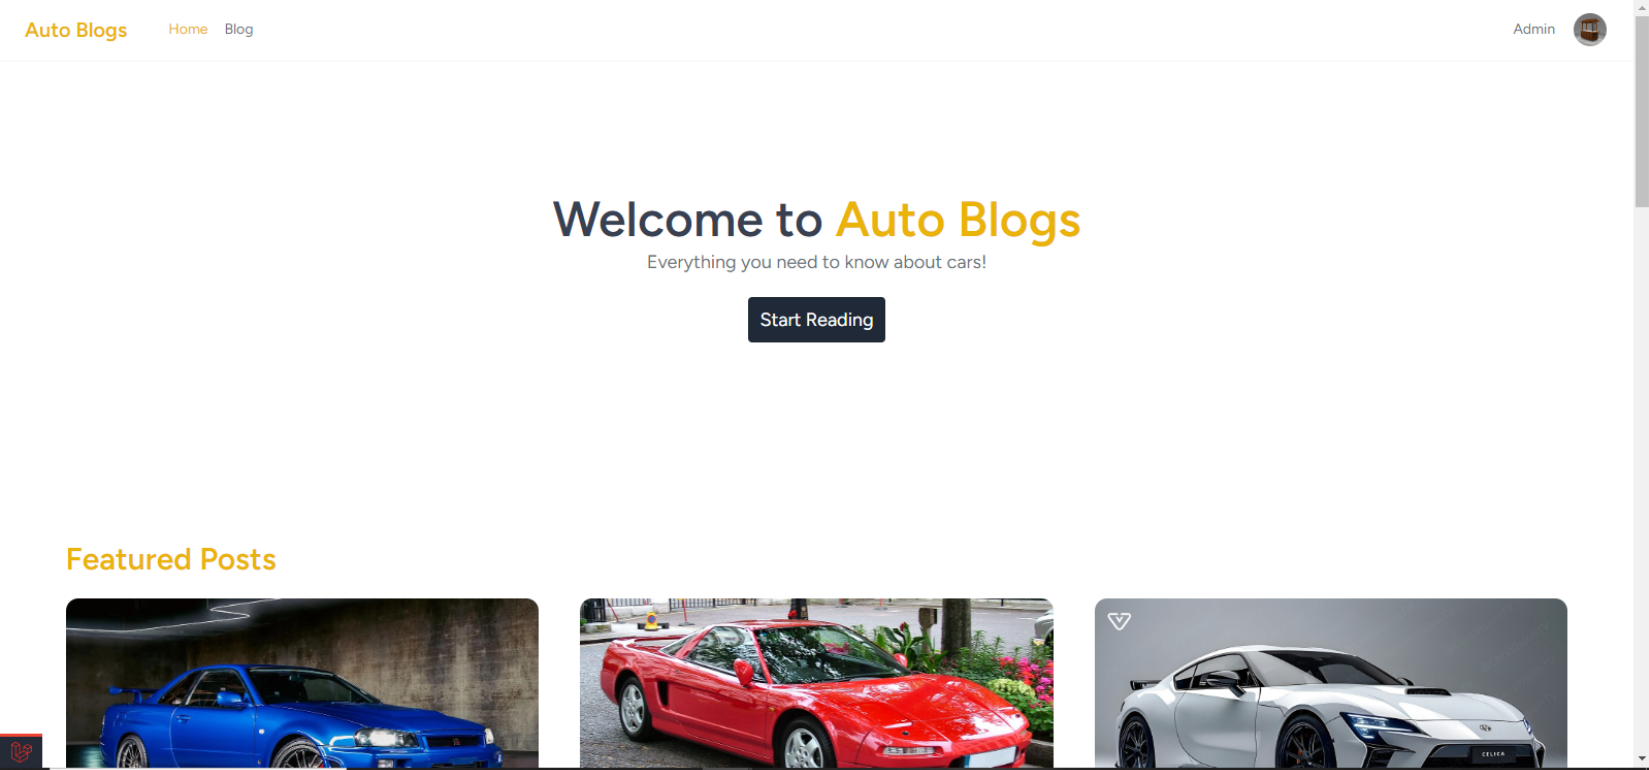 Auto Blogs Home Blog Admin
Welcome to Auto Blogs
Everything you need to know about cars!
Start Reading
Featured Posts
CELICA